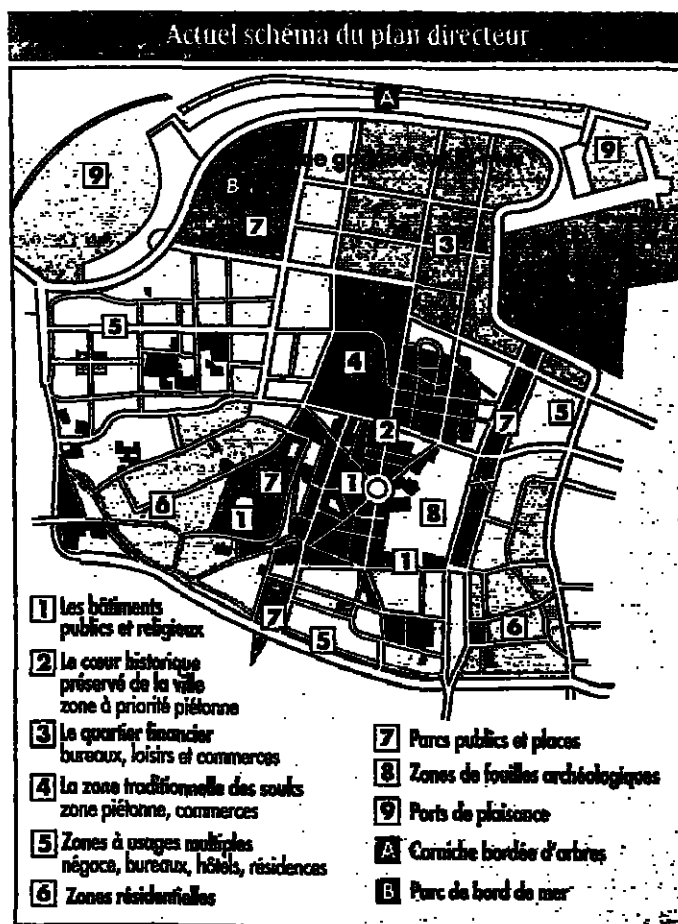 Actuel schéma du plan directeur
A
9
9
B
7
3
5
4
5
2
7
7
1
6
1
8
1
7
5
6
1 Les bâtiments
publics et religieux
2 Le cœur historique
préservé de la ville
zone à priorité piétonne
3 Le quartier financier
bureaux, loisirs et commerces
4 La zone traditionnelle des souks
zone piétonne, commerces
5 Zones à usages multiples
négoce, bureaux, hôtels, résidences
6 Zones résidentielles
7 Parcs publics et places
8 Zones de fouilles archéologiques
9 Ports de plaisance
A Corniche bordée d'arbres
B Parc de bord de mer